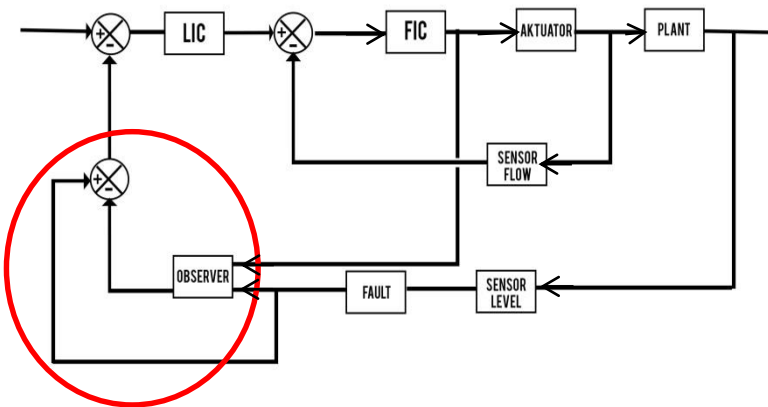 LIC
FIC
AKTUATOR
PLANT
+
-
+
-
SENSOR
FLOW
+
-
OBSERVER
FAULT
SENSOR
LEVEL